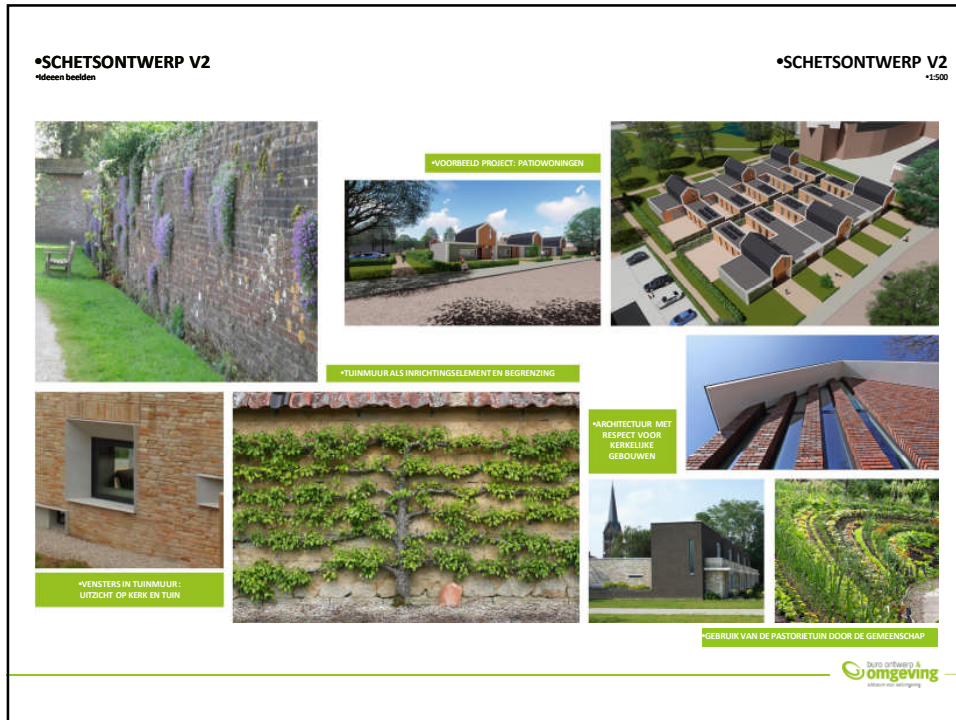 •SCHETSONTWERP V2
•Ideeen beelden
•SCHETSONTWERP V2
•1:500
•VOORBEELD PROJECT: PATIOWONINGEN
•TUINMUUR ALS INRICHTINGSELEMENT EN BEGRENZING
•ARCHITECTUUR MET
RESPECT VOOR
KERKELIJKE
GEBOUWEN
•VENSTERS IN TUINMUUR:
UITZICHT OP KERK EN TUIN
•GEBRUIK VAN DE PASTORIETUIN DOOR DE GEMEENSCHAP
buro ontwerp &
omgeving